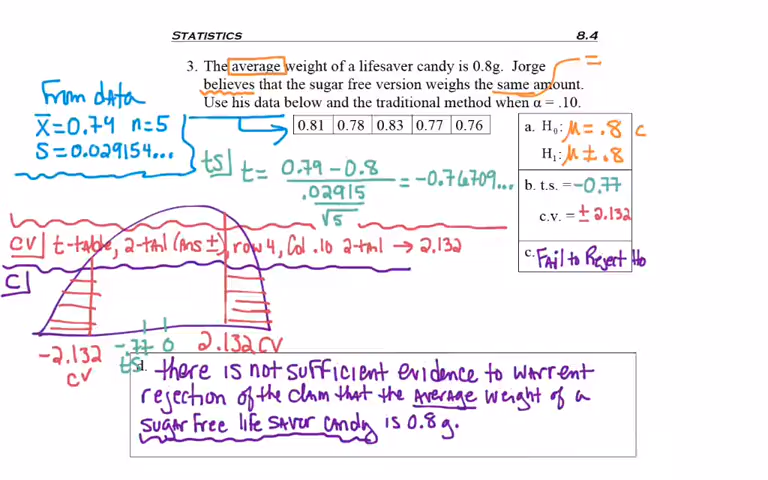 STATISTICS 8.4
3. The average weight of a lifesaver candy is 0.8g. Jorge
believes that the sugar free version weighs the same amount. =
Use his data below and the traditional method when α = .10.
0.81 0.78 0.83 0.77 0.76
From data
X̄=0.79 n=5
S=0.029154...
ts t= 0.79-0.8
.02915
√5
= -0.76709...
a. H₀: μ=.8 C
H₁: μ≠.8
b. t.s. = -0.77
c.v. = ±2.132
c. Fail to Reject Ho
CV t-table, 2-tail (Ans ±), row 4, Col .10 2-tail → 2.132
C
-2.132 -.77 0 2.132 CV
CV ts
d. there is not sufficient evidence to warrent
rejection of the claim that the average weight of a
sugar free life saver candy is 0.8 g.